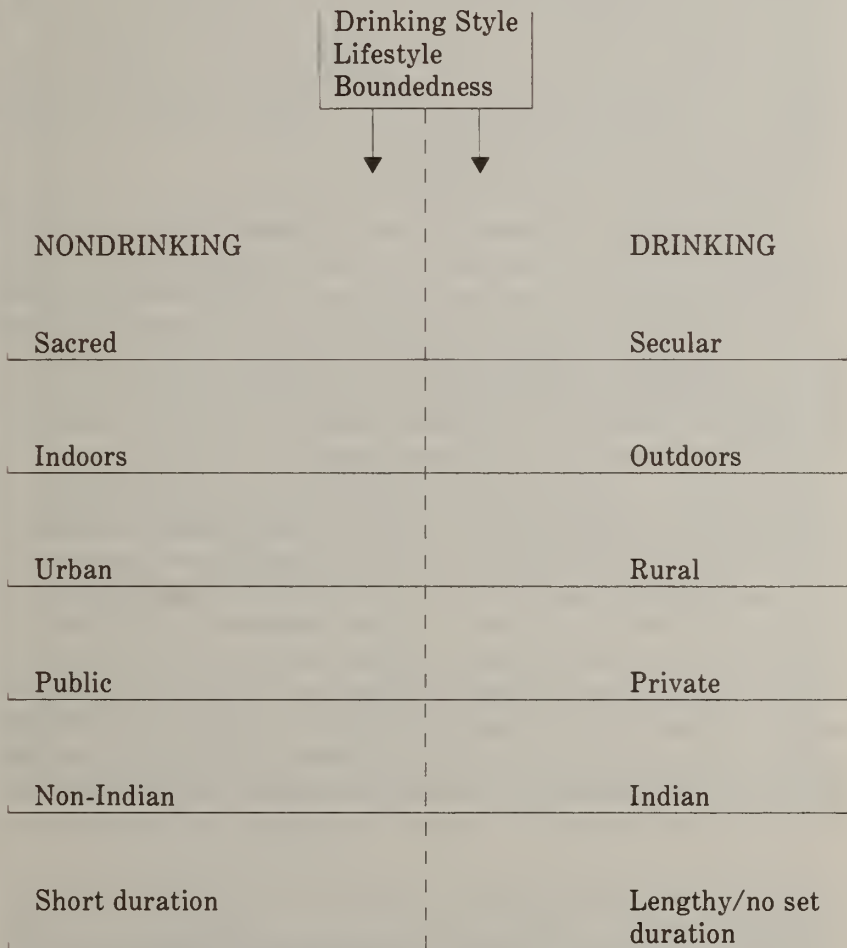 Drinking Style
Lifestyle
Boundedness
NONDRINKING DRINKING
Sacred Secular
Indoors Outdoors
Urban Rural
Public Private
Non-Indian Indian
Short duration Lengthy/no set
duration